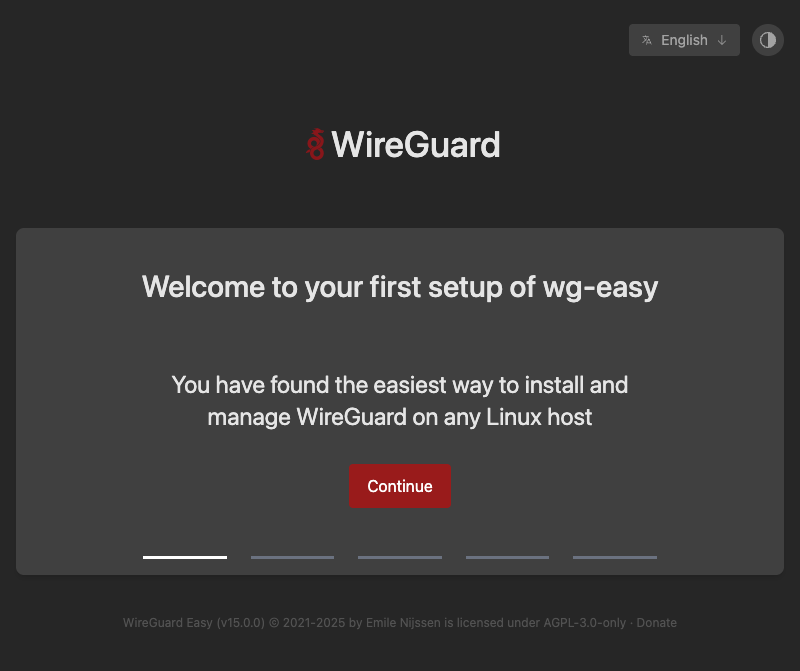 English
WireGuard
Welcome to your first setup of wg-easy
You have found the easiest way to install and
manage WireGuard on any Linux host
Continue
WireGuard Easy (v15.0.0) © 2021-2025 by Emile Nijssen is licensed under AGPL-3.0-only · Donate